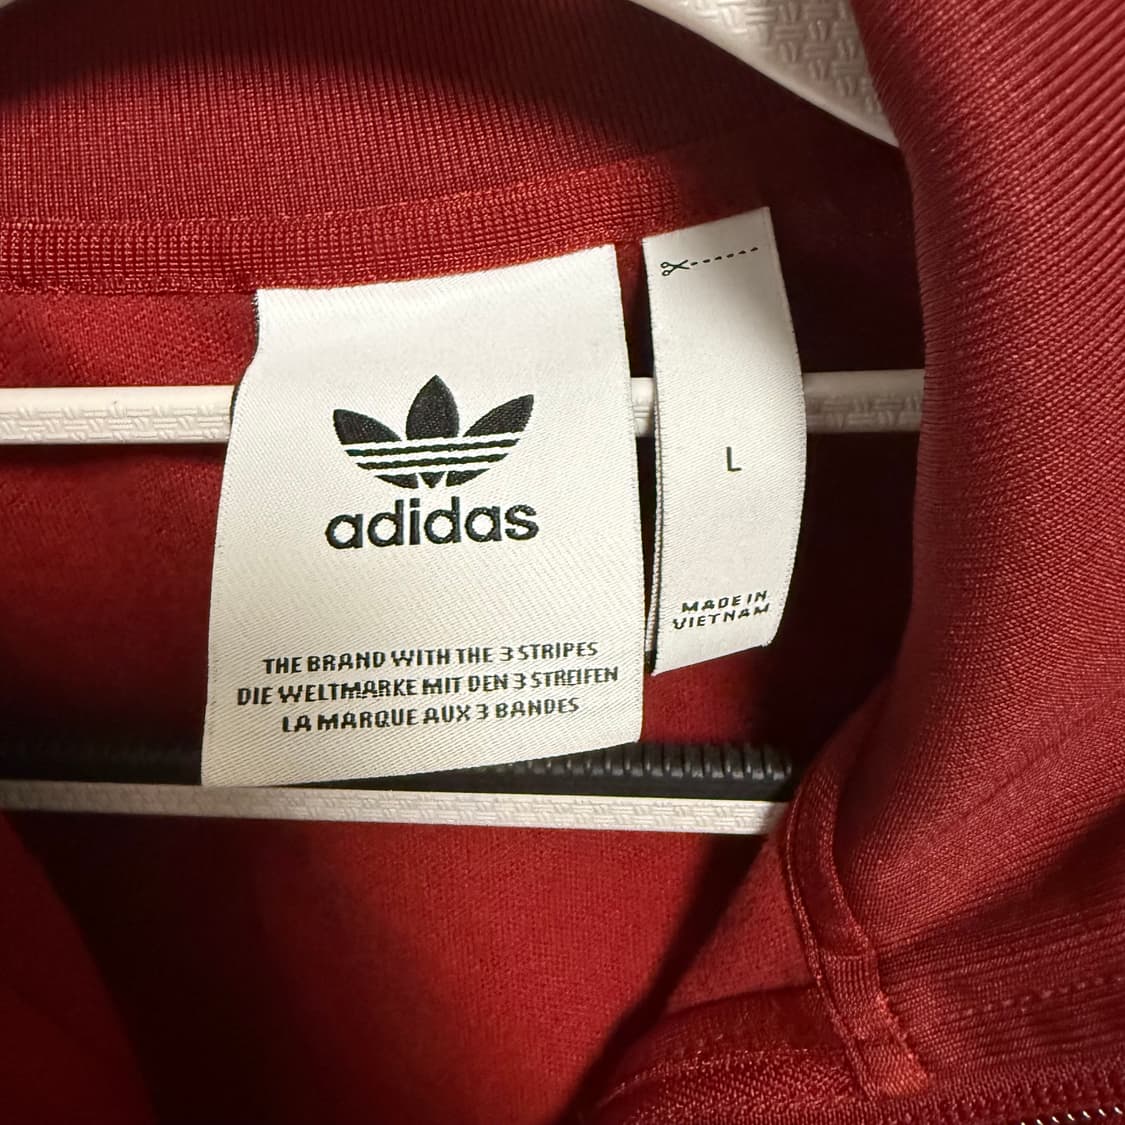 adidas
THE BRAND WITH THE 3 STRIPES
DIE WELTMARKE MIT DEN 3 STREIFEN
LA MARQUE AUX 3 BANDES
L
MADE IN
VIETNAM